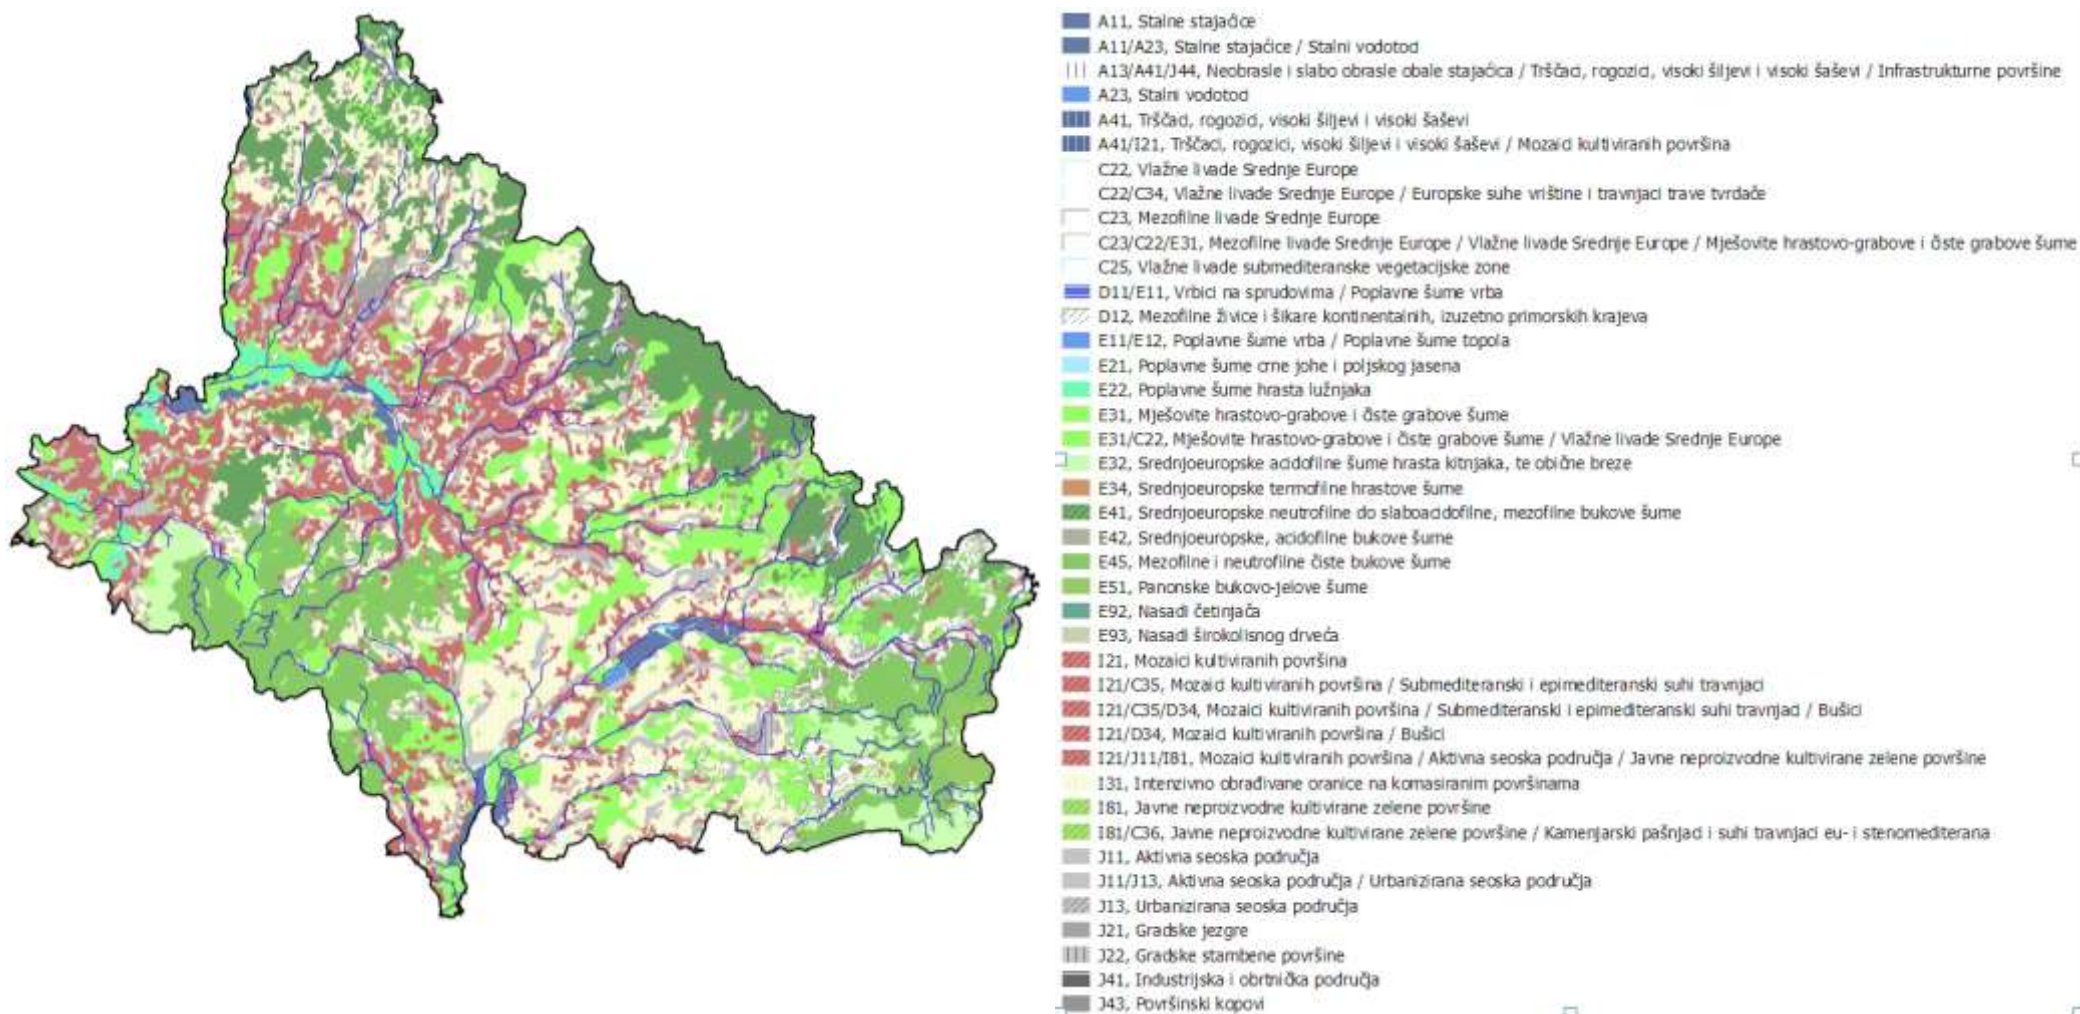 A11, Stalne stajaćice
A11/A23, Stalne stajaćice / Stalni vodotoci
A13/A41/J44, Neobrasle i slabo obrasle obale stajaćica / Trščaci, rogozici, visoki šiljevi i visoki šaševi / Infrastrukturne površine
A23, Stalni vodotoci
A41, Trščaci, rogozici, visoki šiljevi i visoki šaševi
A41/I21, Trščaci, rogozici, visoki šiljevi i visoki šaševi / Mozaici kultiviranih površina
C22, Vlažne livade Srednje Europe
C22/C34, Vlažne livade Srednje Europe / Europske suhe vrištine i travnjaci trave tvrdače
C23, Mezofilne livade Srednje Europe
C23/C22/E31, Mezofilne livade Srednje Europe / Vlažne livade Srednje Europe / Mješovite hrastovo-grabove i čiste grabove šume
C25, Vlažne livade submediteranske vegetacijske zone
D11/E11, Vrbici na sprudovima / Poplavne šume vrba
D12, Mezofilne živice i šikare kontinentalnih, izuzetno primorskih krajeva
E11/E12, Poplavne šume vrba / Poplavne šume topola
E21, Poplavne šume crne johe i poljskog jasena
E22, Poplavne šume hrasta lužnjaka
E31, Mješovite hrastovo-grabove i čiste grabove šume
E31/C22, Mješovite hrastovo-grabove i čiste grabove šume / Vlažne livade Srednje Europe
E32, Srednjoeuropske acidofilne šume hrasta kitnjaka, te obične breze
E34, Srednjoeuropske termofilne hrastove šume
E41, Srednjoeuropske neutrofilne do slaboacidofilne, mezofilne bukove šume
E42, Srednjoeuropske, acidofilne bukove šume
E45, Mezofilne i neutrofilne čiste bukove šume
E51, Panonske bukovo-jelove šume
E92, Nasadi četinjača
E93, Nasadi širokolisnog drveća
I21, Mozaici kultiviranih površina
I21/C35, Mozaici kultiviranih površina / Submediteranski i epimediteranski suhi travnjaci
I21/C35/D34, Mozaici kultiviranih površina / Submediteranski i epimediteranski suhi travnjaci / Bušici
I21/D34, Mozaici kultiviranih površina / Bušici
I21/J11/I81, Mozaici kultiviranih površina / Aktivna seoska područja / Javne neproizvodne kultivirane zelene površine
I31, Intenzivno obrađivane oranice na komasiranim površinama
I81, Javne neproizvodne kultivirane zelene površine
I81/C36, Javne neproizvodne kultivirane zelene površine / Kamenjarski pašnjaci i suhi travnjaci eu- i stenomediterana
J11, Aktivna seoska područja
J11/J13, Aktivna seoska područja / Urbanizirana seoska područja
J13, Urbanizirana seoska područja
J21, Gradske jezgre
J22, Gradske stambene površine
J41, Industrijska i obrtnička područja
J43, Površinski kopovi